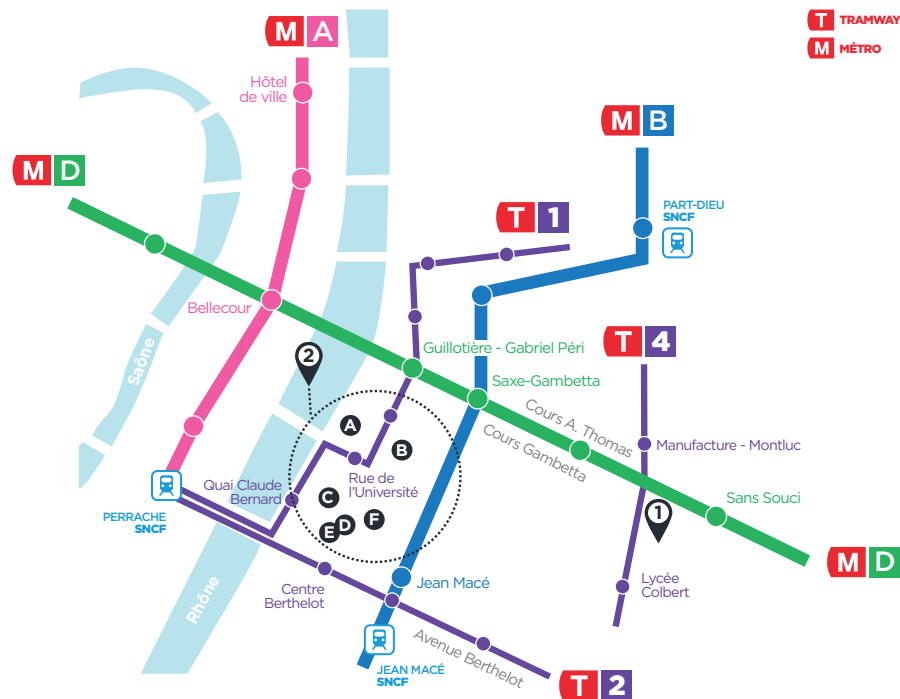 T TRAMWAY
M MÉTRO
M A
Hôtel
de ville
M B
M D
PART-DIEU
SNCF
T 1
Bellecour
Saône
Guillotière - Gabriel Péri
T 4
2
Saxe-Gambetta
Cours A. Thomas
Cours Gambetta
Manufacture - Montluc
A
B
Rue de
l'Université
Quai Claude
Bernard
C
D
E
F
PERRACHE
SNCF
Sans Souci
1
M D
Rhône
Centre
Berthelot
Jean Macé
Lycée
Colbert
Avenue Berthelot
JEAN MACÉ
SNCF
T 2